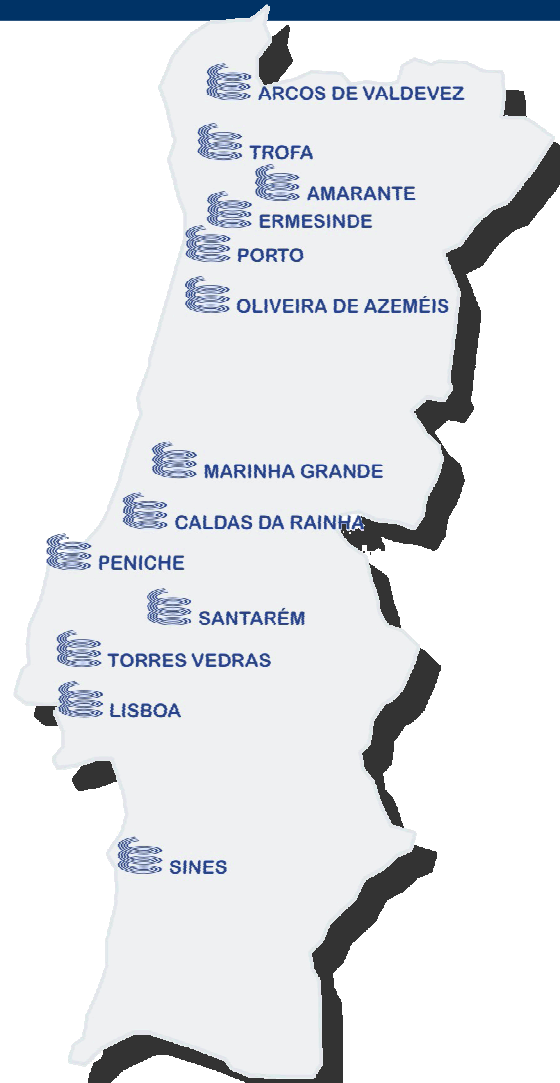 ARCOS DE VALDEVEZ
TROFA
AMARANTE
ERMESINDE
PORTO
OLIVEIRA DE AZEMÉIS
MARINHA GRANDE
CALDAS DA RAINHA
PENICHE
SANTARÉM
TORRES VEDRAS
LISBOA
SINES